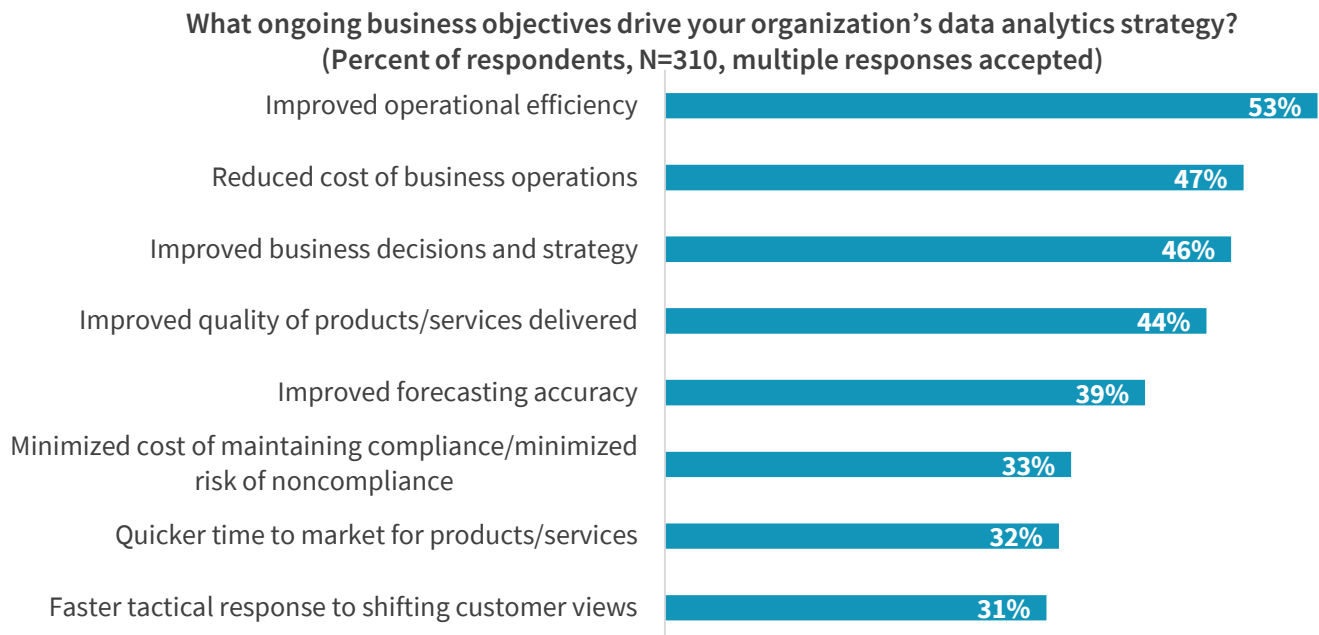 What ongoing business objectives drive your organization’s data analytics strategy?
(Percent of respondents, N=310, multiple responses accepted)
Improved operational efficiency 53%
Reduced cost of business operations 47%
Improved business decisions and strategy 46%
Improved quality of products/services delivered 44%
Improved forecasting accuracy 39%
Minimized cost of maintaining compliance/minimized
risk of noncompliance 33%
Quicker time to market for products/services 32%
Faster tactical response to shifting customer views 31%